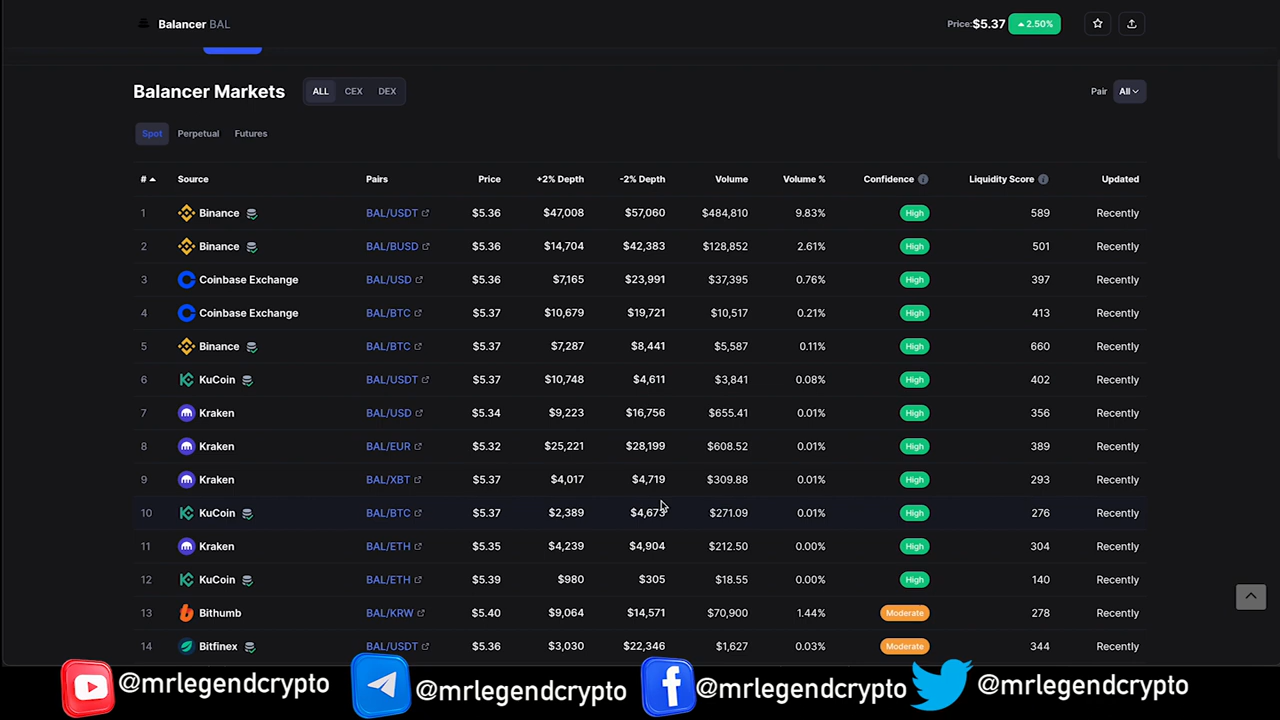 Balancer BAL Price:$5.37 2.50%
Balancer Markets ALL CEX DEX Pair All
Spot Perpetual Futures
# Source Pairs Price +2% Depth -2% Depth Volume Volume % Confidence Liquidity Score Updated
1 Binance BAL/USDT $5.36 $47,008 $57,060 $484,810 9.83% High 589 Recently
2 Binance BAL/BUSD $5.36 $14,704 $42,383 $128,852 2.61% High 501 Recently
3 Coinbase Exchange BAL/USD $5.36 $7,165 $23,991 $37,395 0.76% High 397 Recently
4 Coinbase Exchange BAL/BTC $5.37 $10,679 $19,721 $10,517 0.21% High 413 Recently
5 Binance BAL/BTC $5.37 $7,287 $8,441 $5,587 0.11% High 660 Recently
6 KuCoin BAL/USDT $5.37 $10,748 $4,611 $3,841 0.08% High 402 Recently
7 Kraken BAL/USD $5.34 $9,223 $16,756 $655.41 0.01% High 356 Recently
8 Kraken BAL/EUR $5.32 $25,221 $28,199 $608.52 0.01% High 389 Recently
9 Kraken BAL/XBT $5.37 $4,017 $4,719 $309.88 0.01% High 293 Recently
10 KuCoin BAL/BTC $5.37 $2,389 $4,673 $271.09 0.01% High 276 Recently
11 Kraken BAL/ETH $5.35 $4,239 $4,904 $212.50 0.00% High 304 Recently
12 KuCoin BAL/ETH $5.39 $980 $305 $18.55 0.00% High 140 Recently
13 Bithumb BAL/KRW $5.40 $9,064 $14,571 $70,900 1.44% Moderate 278 Recently
14 Bitfinex BAL/USDT $5.36 $3,030 $22,346 $1,627 0.03% Moderate 344 Recently
@mrlegendcrypto @mrlegendcrypto @mrlegendcrypto @mrlegendcrypto